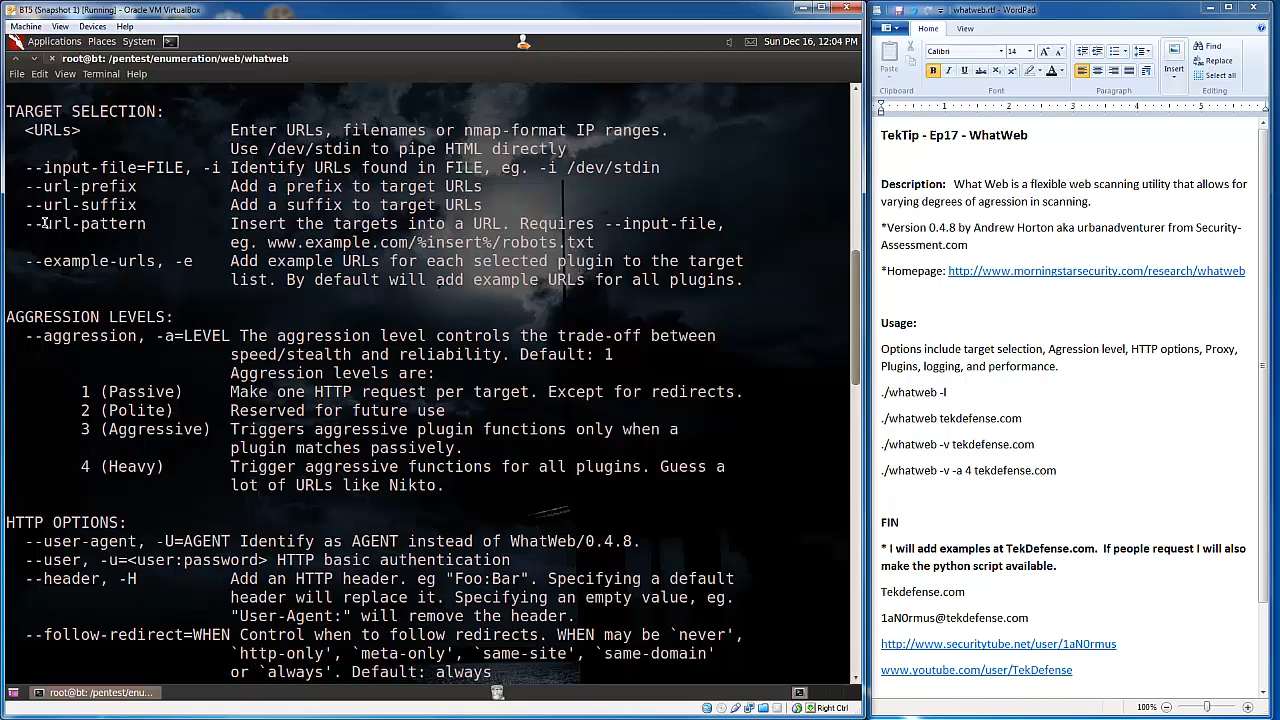 BT5 (Snapshot 1) [Running] - Oracle VM VirtualBox
Machine View Devices Help
Applications Places System
Sun Dec 16, 12:04 PM
root@bt: /pentest/enumeration/web/whatweb
File Edit View Terminal Help
TARGET SELECTION:
<URLs> Enter URLs, filenames or nmap-format IP ranges.
Use /dev/stdin to pipe HTML directly
--input-file=FILE, -i Identify URLs found in FILE, eg. -i /dev/stdin
--url-prefix Add a prefix to target URLs
--url-suffix Add a suffix to target URLs
--url-pattern Insert the targets into a URL. Requires --input-file,
eg. www.example.com/%insert%/robots.txt
--example-urls, -e Add example URLs for each selected plugin to the target
list. By default will add example URLs for all plugins.
AGGRESSION LEVELS:
--aggression, -a=LEVEL The aggression level controls the trade-off between
speed/stealth and reliability. Default: 1
Aggression levels are:
1 (Passive) Make one HTTP request per target. Except for redirects.
2 (Polite) Reserved for future use
3 (Aggressive) Triggers aggressive plugin functions only when a
plugin matches passively.
4 (Heavy) Trigger aggressive functions for all plugins. Guess a
lot of URLs like Nikto.
HTTP OPTIONS:
--user-agent, -U=AGENT Identify as AGENT instead of WhatWeb/0.4.8.
--user, -u=<user:password> HTTP basic authentication
--header, -H Add an HTTP header. eg "Foo:Bar". Specifying a default
header will replace it. Specifying an empty value, eg.
"User-Agent:" will remove the header.
--follow-redirect=WHEN Control when to follow redirects. WHEN may be `never',
`http-only', `meta-only', `same-site', `same-domain'
or `always'. Default: always
root@bt: /pentest/enu...
Right Ctrl
whatweb.rtf - WordPad
Home View
Paste
Clipboard
Calibri 14
Font
Paragraph
Insert
Find
Replace
Select all
Editing
1 2 3 4 5
TekTip - Ep17 - WhatWeb
Description: What Web is a flexible web scanning utility that allows for
varying degrees of agression in scanning.
*Version 0.4.8 by Andrew Horton aka urbanadventurer from Security-
Assessment.com
*Homepage: http://www.morningstarsecurity.com/research/whatweb
Usage:
Options include target selection, Agression level, HTTP options, Proxy,
Plugins, logging, and performance.
./whatweb -l
./whatweb tekdefense.com
./whatweb -v tekdefense.com
./whatweb -v -a 4 tekdefense.com
FIN
* I will add examples at TekDefense.com. If people request I will also
make the python script available.
Tekdefense.com
1aN0rmus@tekdefense.com
http://www.securitytube.net/user/1aN0rmus
www.youtube.com/user/TekDefense
100%